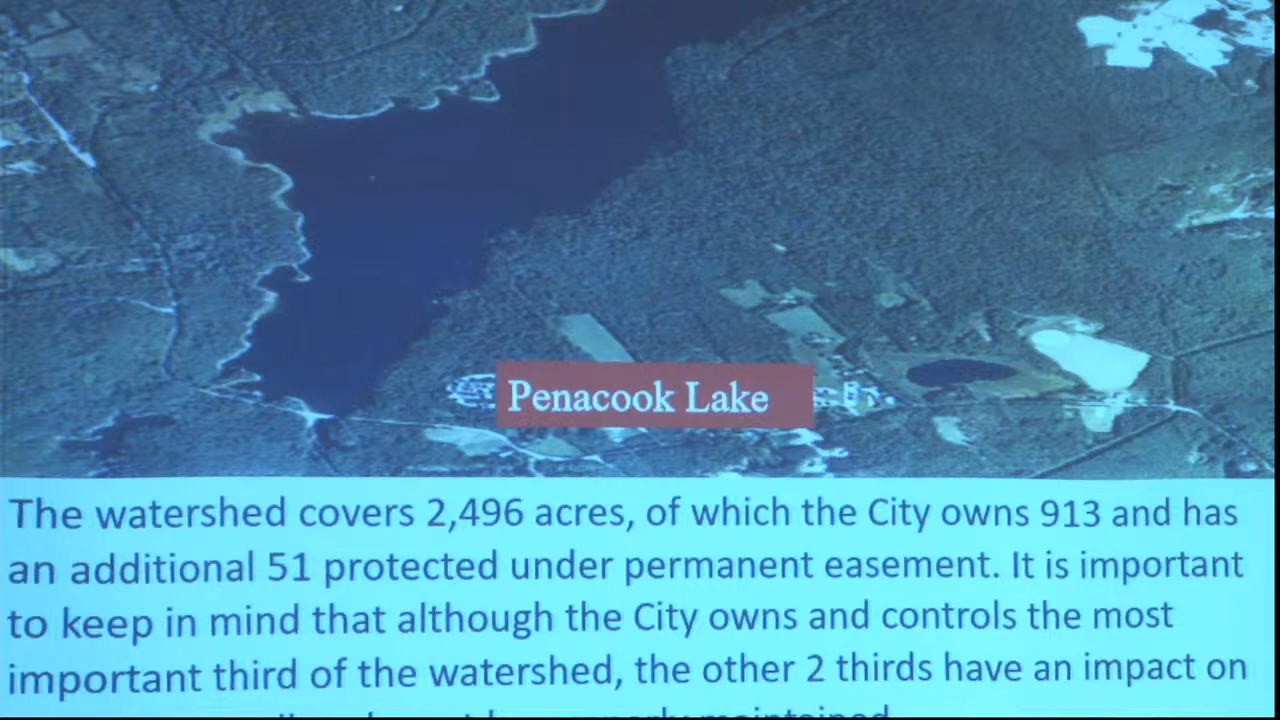 Penacook Lake
The watershed covers 2,496 acres, of which the City owns 913 and has
an additional 51 protected under permanent easement. It is important
to keep in mind that although the City owns and controls the most
important third of the watershed, the other 2 thirds have an impact on
maintained